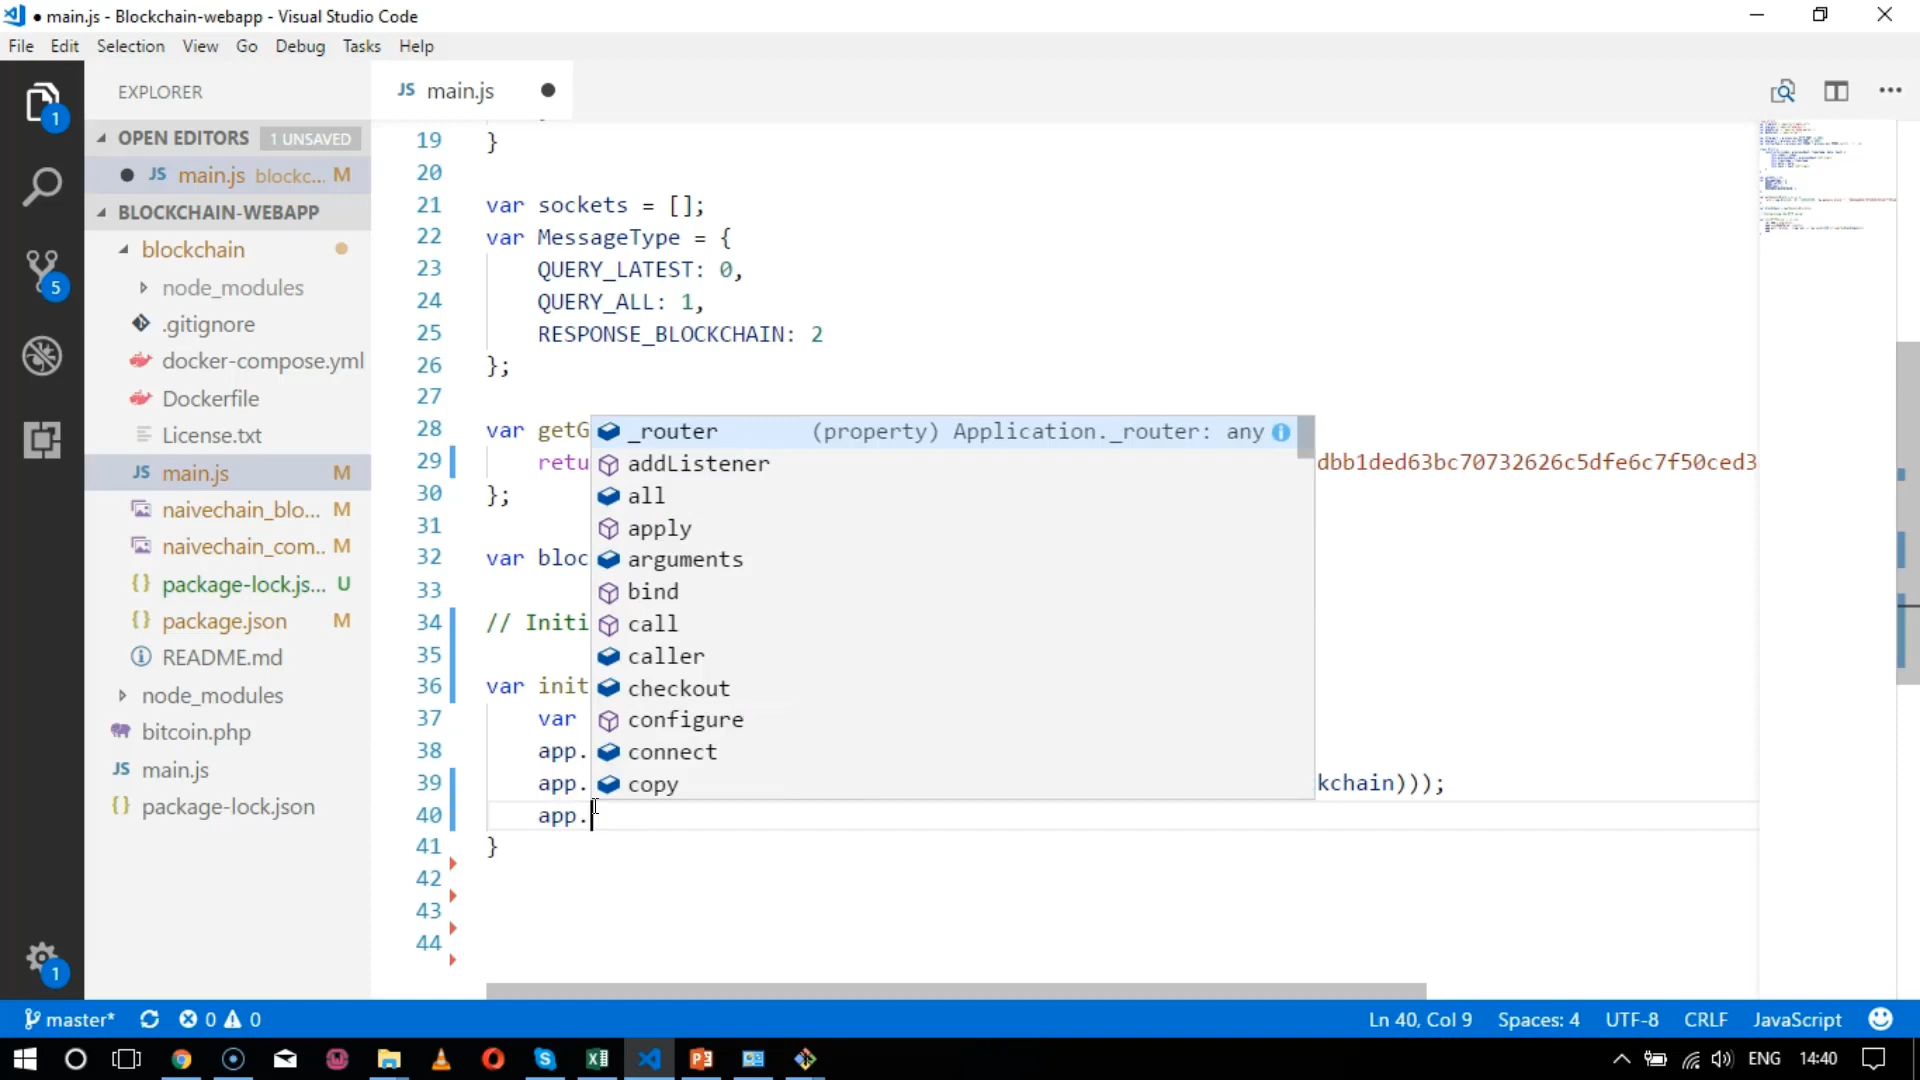 main.js - Blockchain-webapp - Visual Studio Code
File Edit Selection View Go Debug Tasks Help
EXPLORER
JS main.js
OPEN EDITORS 1 UNSAVED
JS main.js blockc... M
BLOCKCHAIN-WEBAPP
blockchain
node_modules
.gitignore
docker-compose.yml
Dockerfile
License.txt
JS main.js M
naivechain_blo... M
naivechain_com.. M
{} package-lock.js... U
{} package.json M
README.md
node_modules
bitcoin.php
JS main.js
{} package-lock.json
1
5
1
19 }
20
21 var sockets = [];
22 var MessageType = {
23 QUERY_LATEST: 0,
24 QUERY_ALL: 1,
25 RESPONSE_BLOCKCHAIN: 2
26 };
27
28 var getG
29 retu dbb1ded63bc70732626c5dfe6c7f50ced3
30 };
31
32 var bloc
33
34 // Initi
35
36 var init
37 var
38 app.
39 app. kchain)));
40 app.
41 }
42
43
44
_router (property) Application._router: any
addListener
all
apply
arguments
bind
call
caller
checkout
configure
connect
copy
master* 0 0 Ln 40, Col 9 Spaces: 4 UTF-8 CRLF JavaScript
ENG 14:40